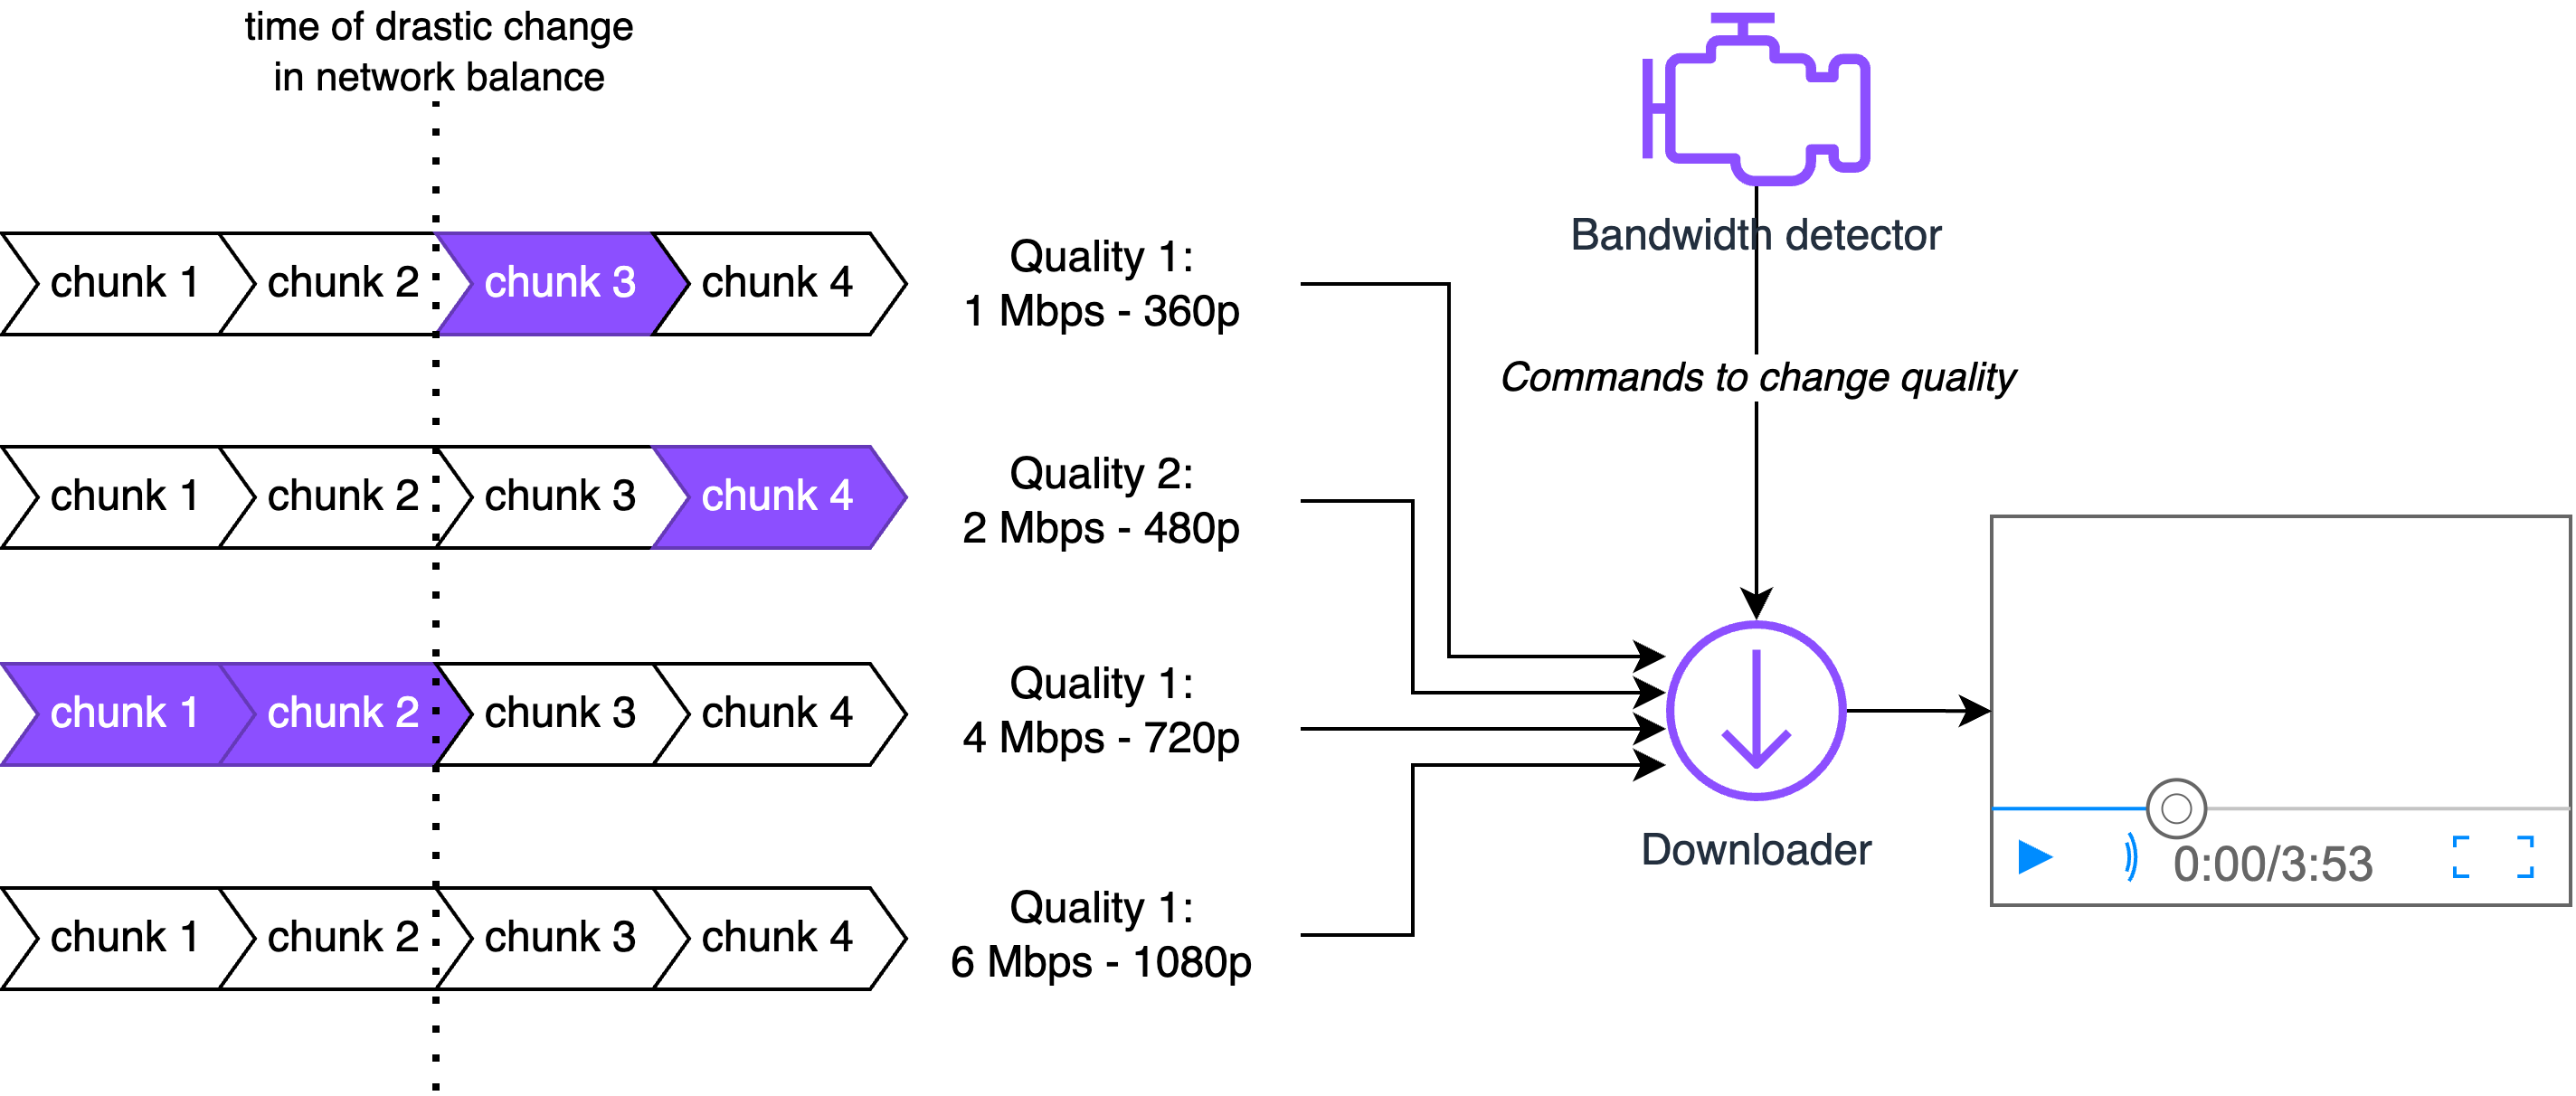 time of drastic change
in network balance
chunk 1 chunk 2 chunk 3 chunk 4
Quality 1:
1 Mbps - 360p
chunk 1 chunk 2 chunk 3 chunk 4
Quality 2:
2 Mbps - 480p
chunk 1 chunk 2 chunk 3 chunk 4
Quality 1:
4 Mbps - 720p
chunk 1 chunk 2 chunk 3 chunk 4
Quality 1:
6 Mbps - 1080p
Bandwidth detector
Commands to change quality
Downloader
0:00/3:53